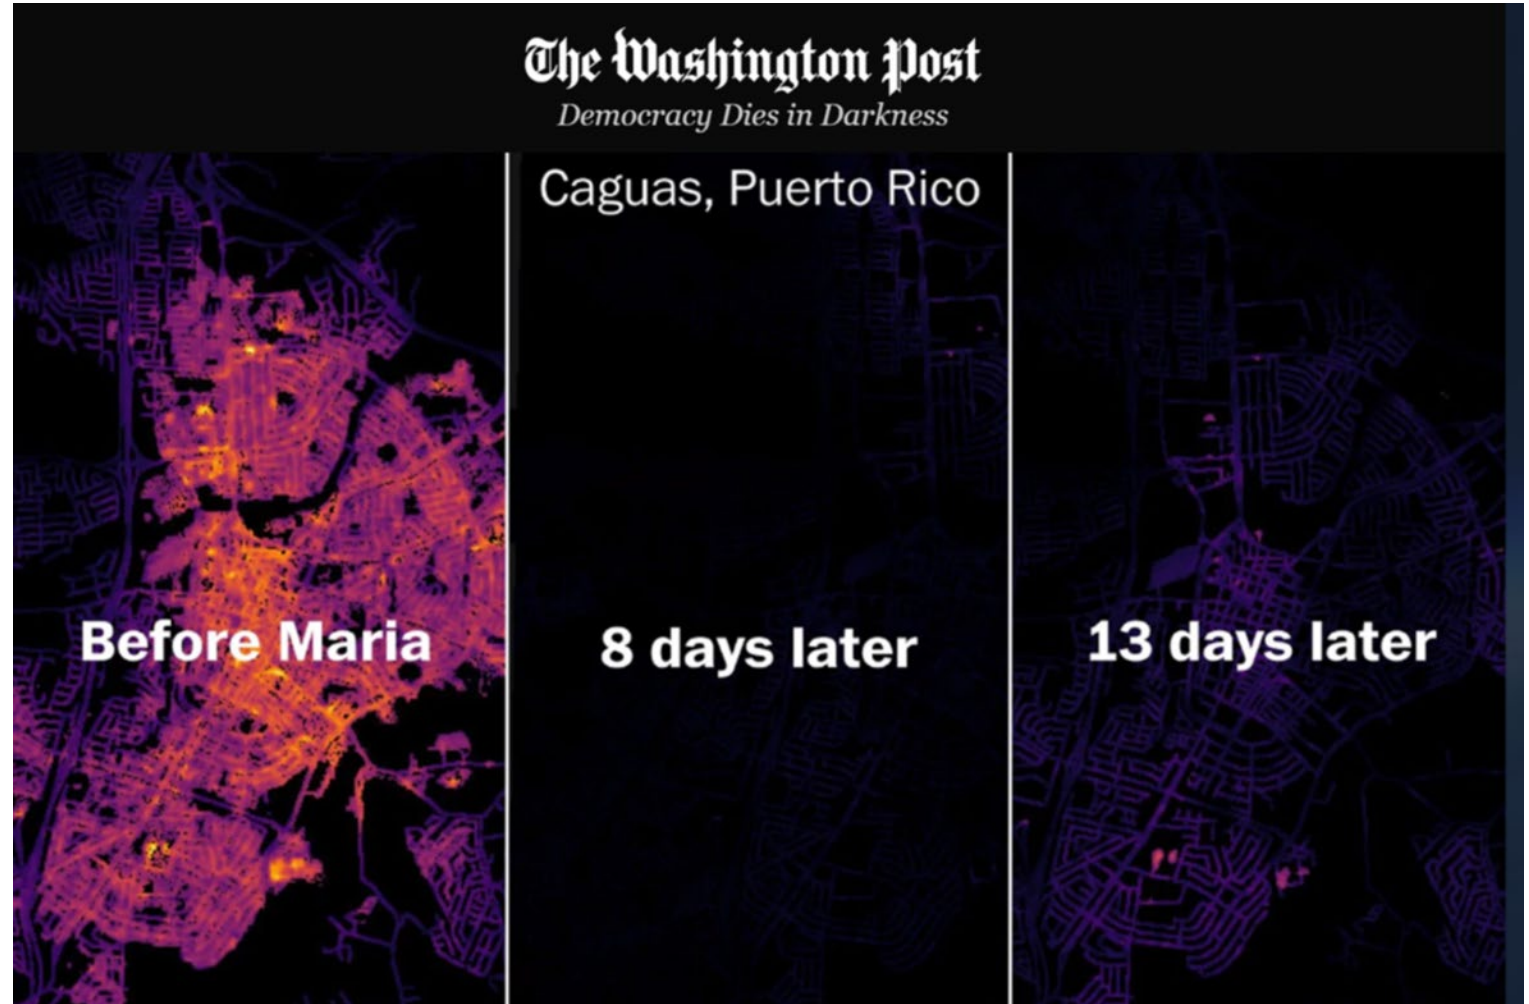 The Washington Post
Democracy Dies in Darkness
Caguas, Puerto Rico
Before Maria
8 days later
13 days later